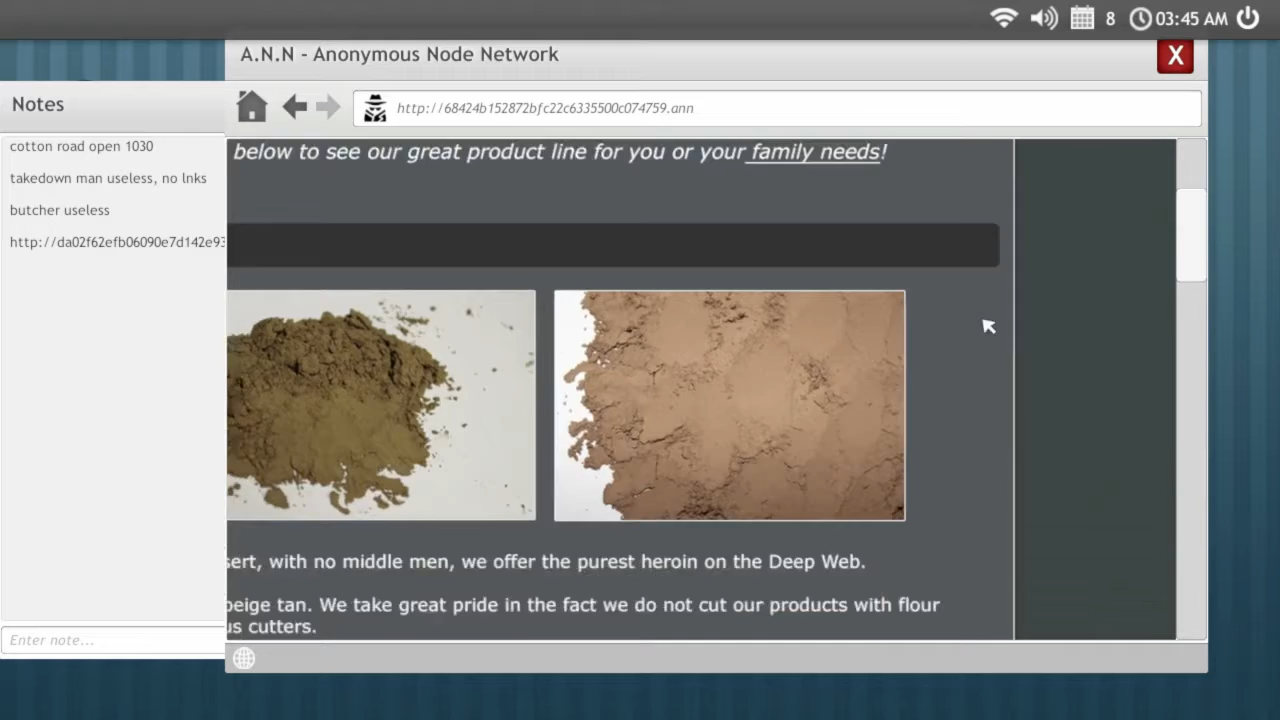 8 03:45 AM
A.N.N - Anonymous Node Network
X
Notes
http://68424b152872bfc22c6335500c074759.ann
cotton road open 1030
takedown man useless, no lnks
butcher useless
http://da02f62efb06090e7d142e93
below to see our great product line for you or your family needs!
sert, with no middle men, we offer the purest heroin on the Deep Web.
beige tan. We take great pride in the fact we do not cut our products with flour
us cutters.
Enter note...